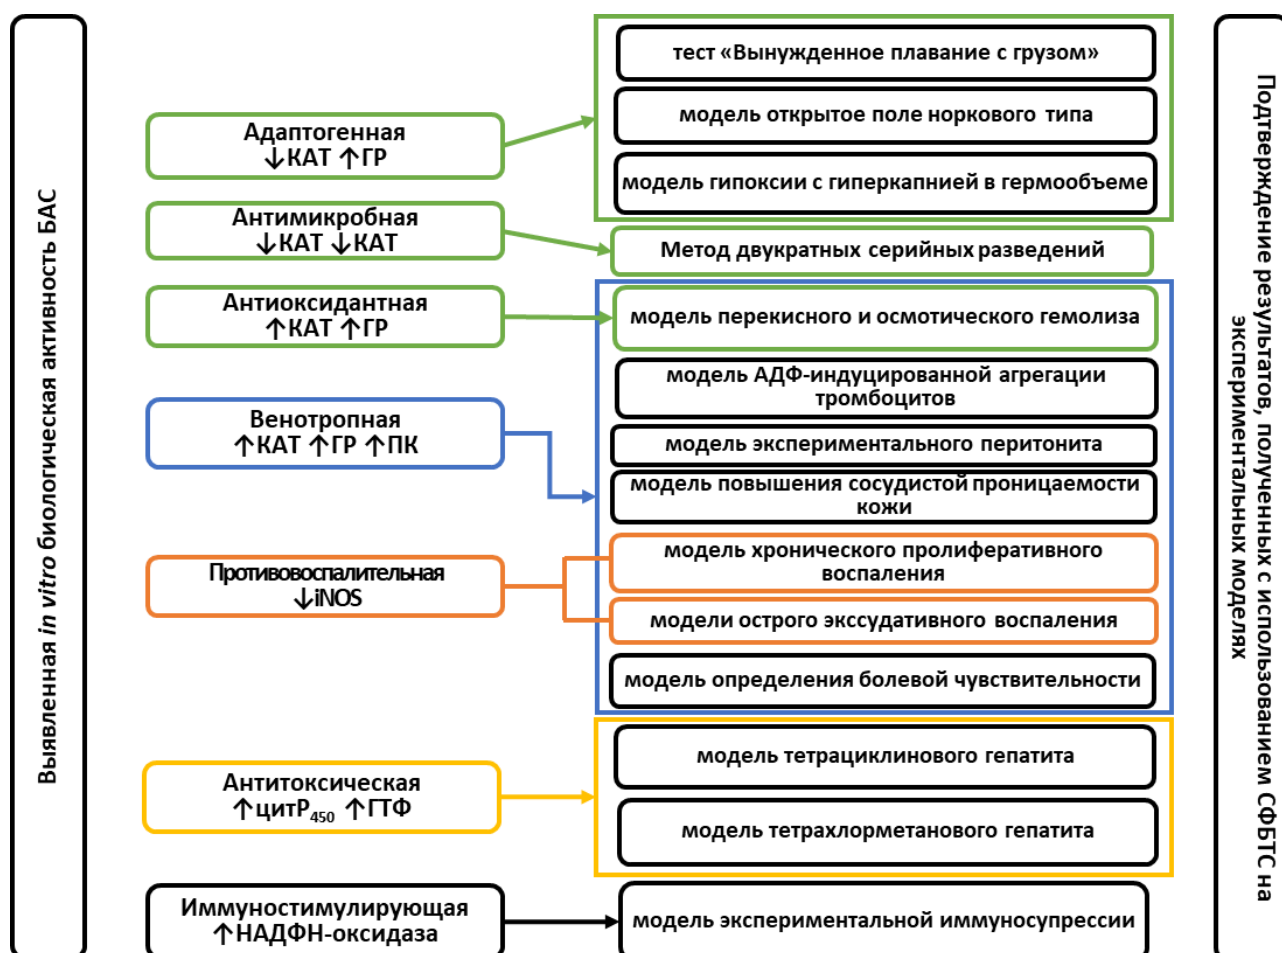 Выявленная in vitro биологическая активность БАС
Адаптогенная
↓КАТ ↑ГР
Антимикробная
↓КАТ ↓КАТ
Антиоксидантная
↑КАТ ↑ГР
Венотропная
↑КАТ ↑ГР ↑ПК
Противовоспалительная
↓iNOS
Антитоксическая
↑цитР450 ↑ГТФ
Иммуностимулирующая
↑НАДФН-оксидаза
тест «Вынужденное плавание с грузом»
модель открытое поле норкового типа
модель гипоксии с гиперкапнией в гермообъеме
Метод двукратных серийных разведений
модель перекисного и осмотического гемолиза
модель АДФ-индуцированной агрегации
тромбоцитов
модель экспериментального перитонита
модель повышения сосудистой проницаемости
кожи
модель хронического пролиферативного
воспаления
модели острого экссудативного воспаления
модель определения болевой чувствительности
модель тетрациклинового гепатита
модель тетрахлорметанового гепатита
модель экспериментальной иммуносупрессии
Подтверждение результатов, полученных с использованием СФБТС на
экспериментальных моделях